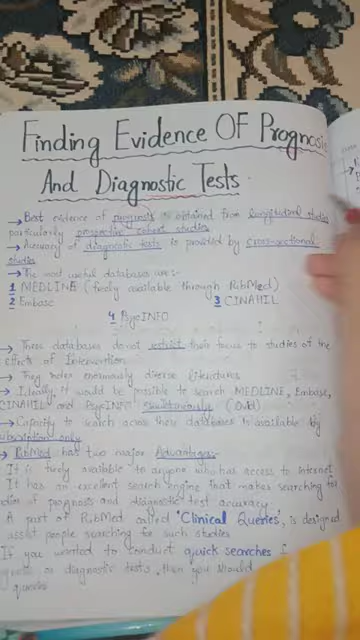 Finding Evidence OF Prognosis
And Diagnostic Tests
→ Best evidence of prognosis is obtained from longitudinal studies
particularly prospective cohort studies
→ Accuracy of diagnostic tests is provided by cross-sectional
studies
→ The most useful databases are:-
1 MEDLINE (freely available through PubMed)
2 Embase 3 CINAHIL
4 PsycINFO
→ These databases do not restrict their focus to studies of the
effects of Intervention
→ They index enormously diverse literatures
→ Ideally, it would be possible to search MEDLINE, Embase,
CINAHIL and PsycINFO simultaneously (Ovid)
→ Capacity to search across these databases is available by
subscription only
→ PubMed has two major Advantages:-
It is freely available to anyone who has access to internet
It has an excellent search engine that makes searching for
of prognosis and diagnostic test accuracy
A part of PubMed called 'Clinical Queries', is designed
assist people searching for such studies
If you wanted to conduct quick searches
or diagnostic tests, then you would
queries